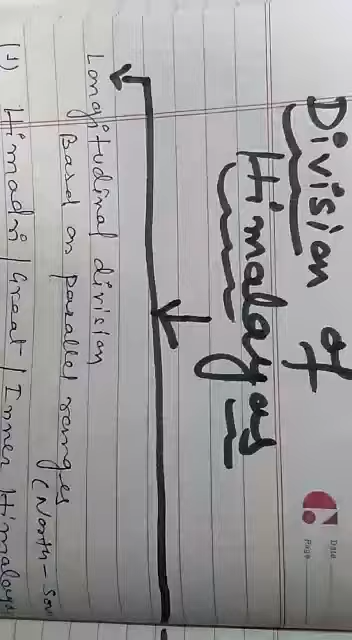 Division of
Himalayas
Date
Page
Longitudinal division
Based on parallel ranges
(North-Sou
(1) Himadri / Great / Inner Himalaya